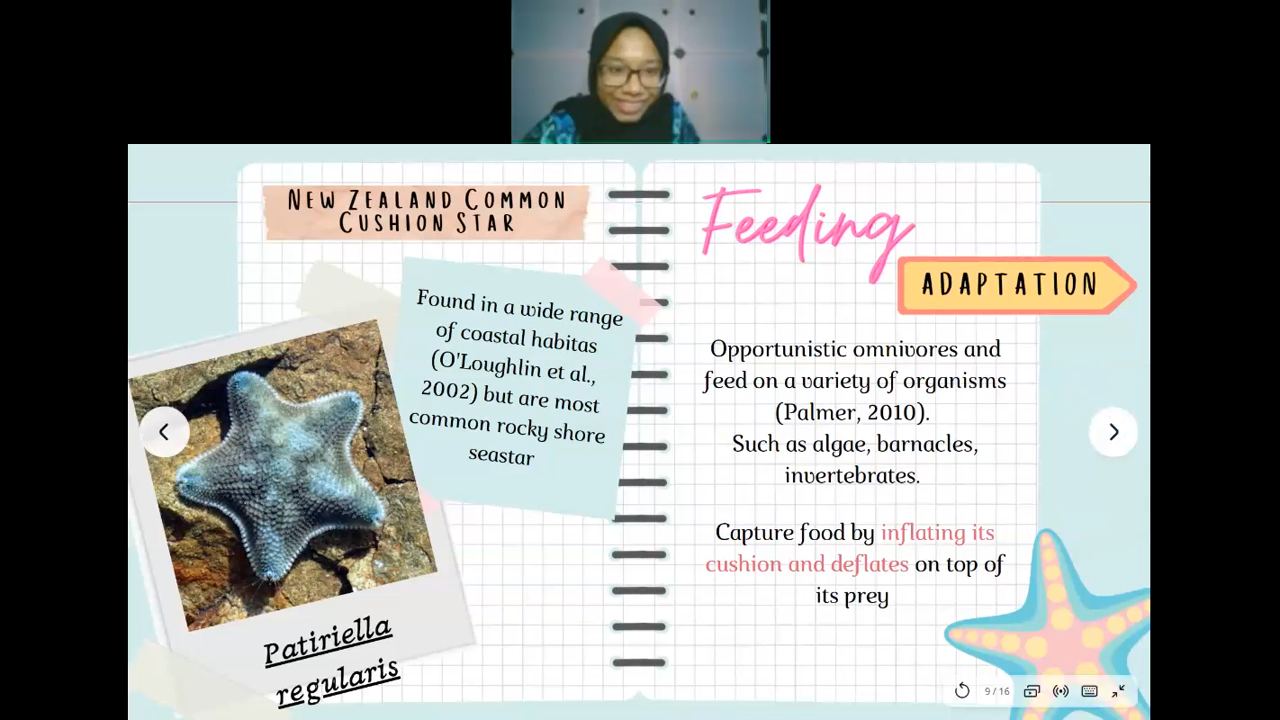 NEW ZEALAND COMMON
CUSHION STAR
Found in a wide range
of coastal habitas
(O'Loughlin et al.,
2002) but are most
common rocky shore
seastar
Patiriella
regularis
Feeding
ADAPTATION
Opportunistic omnivores and
feed on a variety of organisms
(Palmer, 2010).
Such as algae, barnacles,
invertebrates.
Capture food by inflating its
cushion and deflates on top of
its prey
9 / 16